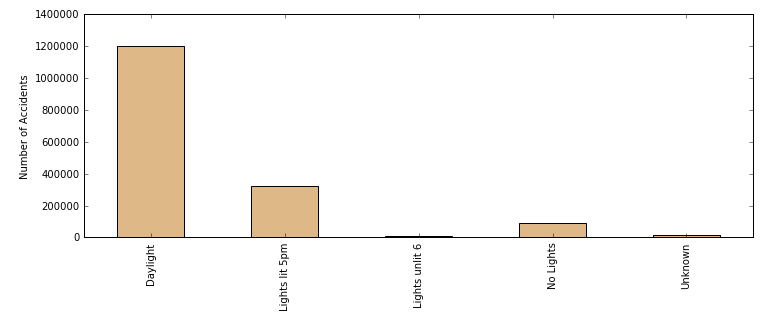 1400000
1200000
1000000
800000
600000
400000
200000
0
Number of Accidents
Daylight
Lights lit 5pm
Lights unlit 6
No Lights
Unknown